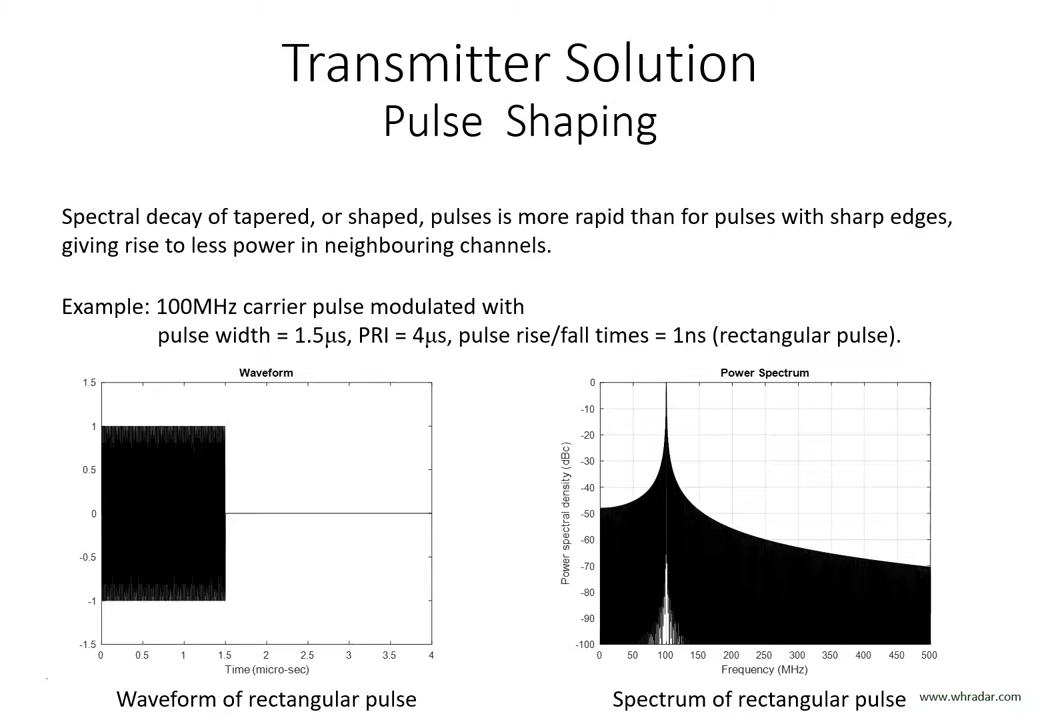 Transmitter Solution
Pulse Shaping
Spectral decay of tapered, or shaped, pulses is more rapid than for pulses with sharp edges,
giving rise to less power in neighbouring channels.
Example: 100MHz carrier pulse modulated with
pulse width = 1.5μs, PRI = 4μs, pulse rise/fall times = 1ns (rectangular pulse).
Waveform
1.5
1
0.5
0
-0.5
-1
-1.5
0 0.5 1 1.5 2 2.5 3 3.5 4
Time (micro-sec)
Waveform of rectangular pulse
Power Spectrum
Power spectral density (dBc)
0
-10
-20
-30
-40
-50
-60
-70
-80
-90
-100
0 50 100 150 200 250 300 350 400 450 500
Frequency (MHz)
Spectrum of rectangular pulse
www.whradar.com